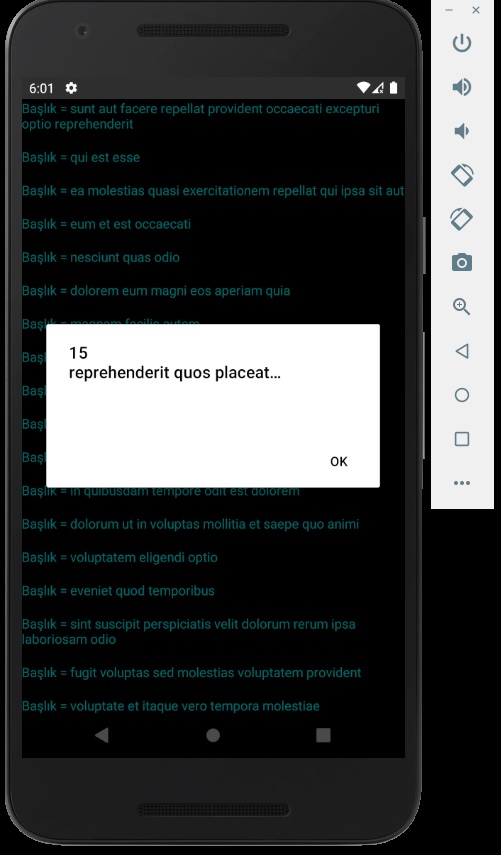 6:01
Başlık = sunt aut facere repellat provident occaecati excepturi
optio reprehenderit
Başlık = qui est esse
Başlık = ea molestias quasi exercitationem repellat qui ipsa sit aut
Başlık = eum et est occaecati
Başlık = nesciunt quas odio
Başlık = dolorem eum magni eos aperiam quia
Başlık = magnam facilis autem
Başl
Başl
Başl
Başl
15
reprehenderit quos placeat…
OK
Başlık = in quibusdam tempore odit est dolorem
Başlık = dolorum ut in voluptas mollitia et saepe quo animi
Başlık = voluptatem eligendi optio
Başlık = eveniet quod temporibus
Başlık = sint suscipit perspiciatis velit dolorum rerum ipsa
laboriosam odio
Başlık = fugit voluptas sed molestias voluptatem provident
Başlık = voluptate et itaque vero tempora molestiae